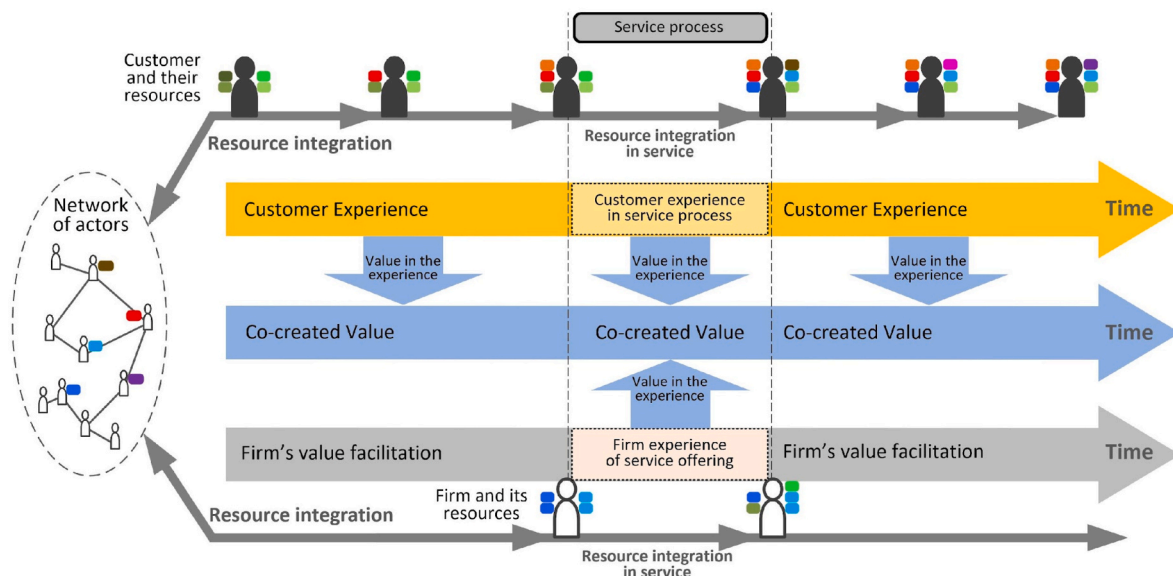 Service process
Customer
and their
resources
Resource integration
Resource integration
in service
Network
of actors
Customer Experience
Customer experience
in service process
Customer Experience
Time
Value in the
experience
Value in the
experience
Value in the
experience
Co-created Value
Co-created Value
Co-created Value
Time
Value in the
experience
Firm's value facilitation
Firm experience
of service offering
Firm's value facilitation
Time
Firm and its
resources
Resource integration
Resource integration
in service